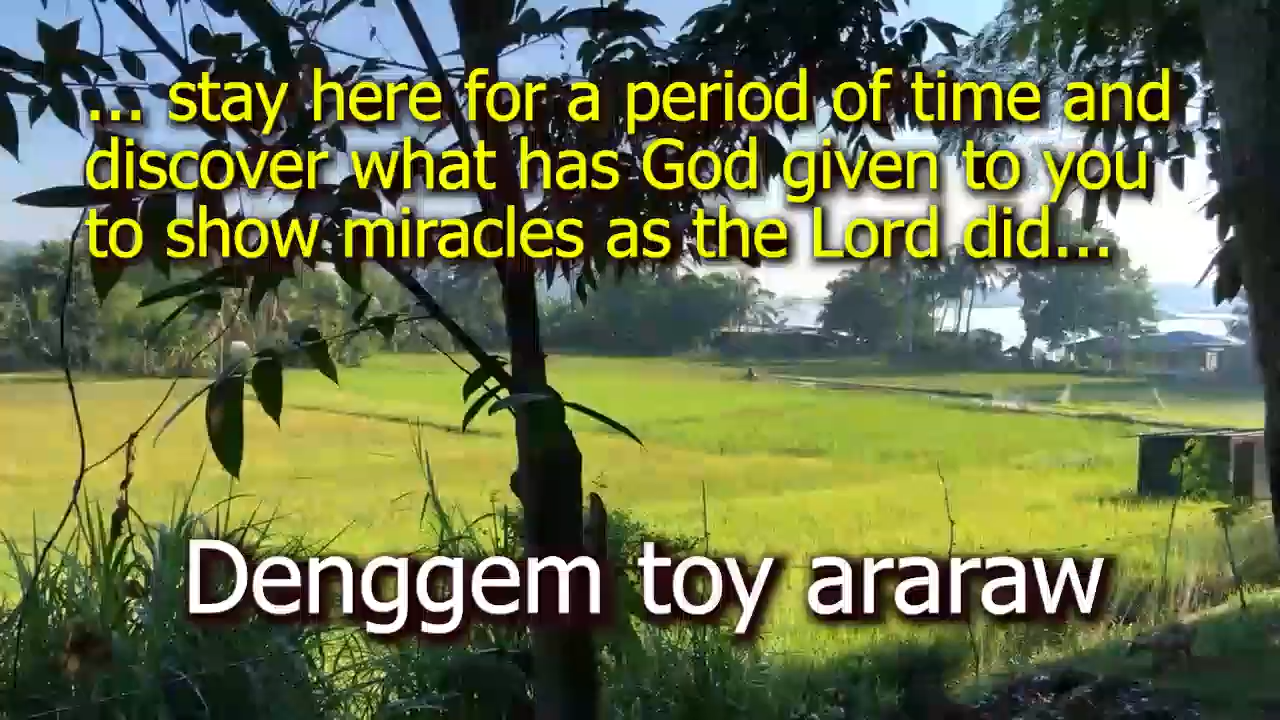 ... stay here for a period of time and
discover what has God given to you
to show miracles as the Lord did...
Denggem toy araraw